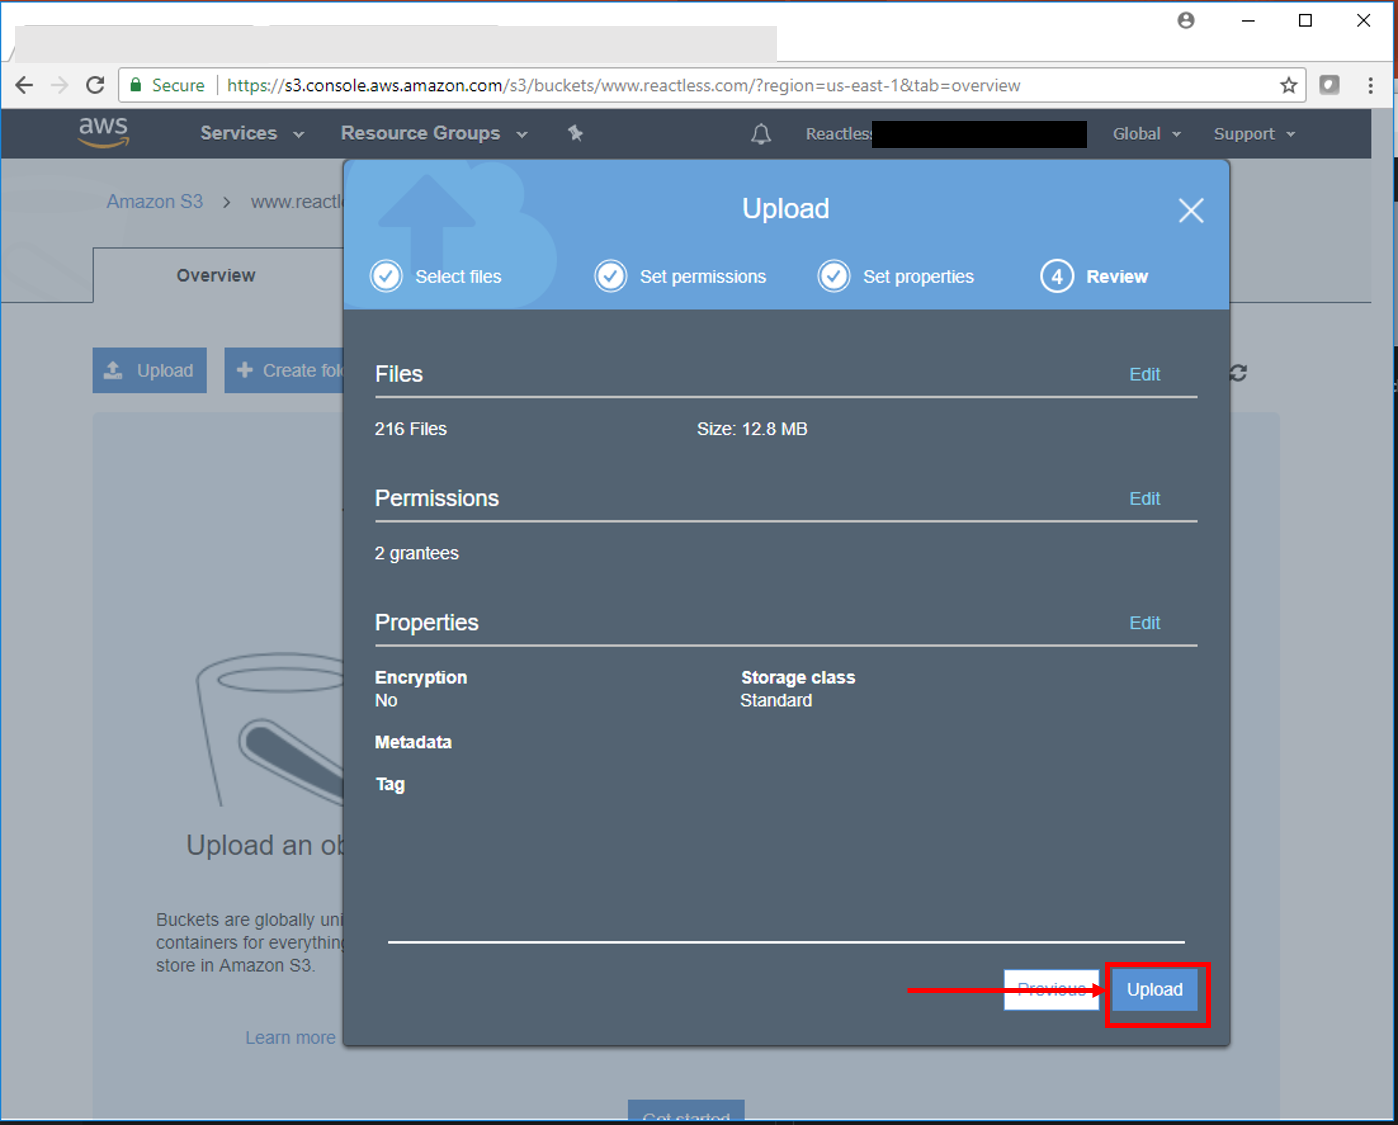 Secure https://s3.console.aws.amazon.com/s3/buckets/www.reactless.com/?region=us-east-1&tab=overview
aws Services Resource Groups Reactless Global Support
Amazon S3 > www.reactl
Upload
Select files Set permissions Set properties 4 Review
Overview
Upload + Create fol
Files Edit
216 Files Size: 12.8 MB
Permissions Edit
2 grantees
Properties Edit
Encryption Storage class
No Standard
Metadata
Tag
Upload an ob
Buckets are globally uni
containers for everything
store in Amazon S3.
Previous Upload
Learn more
Get started